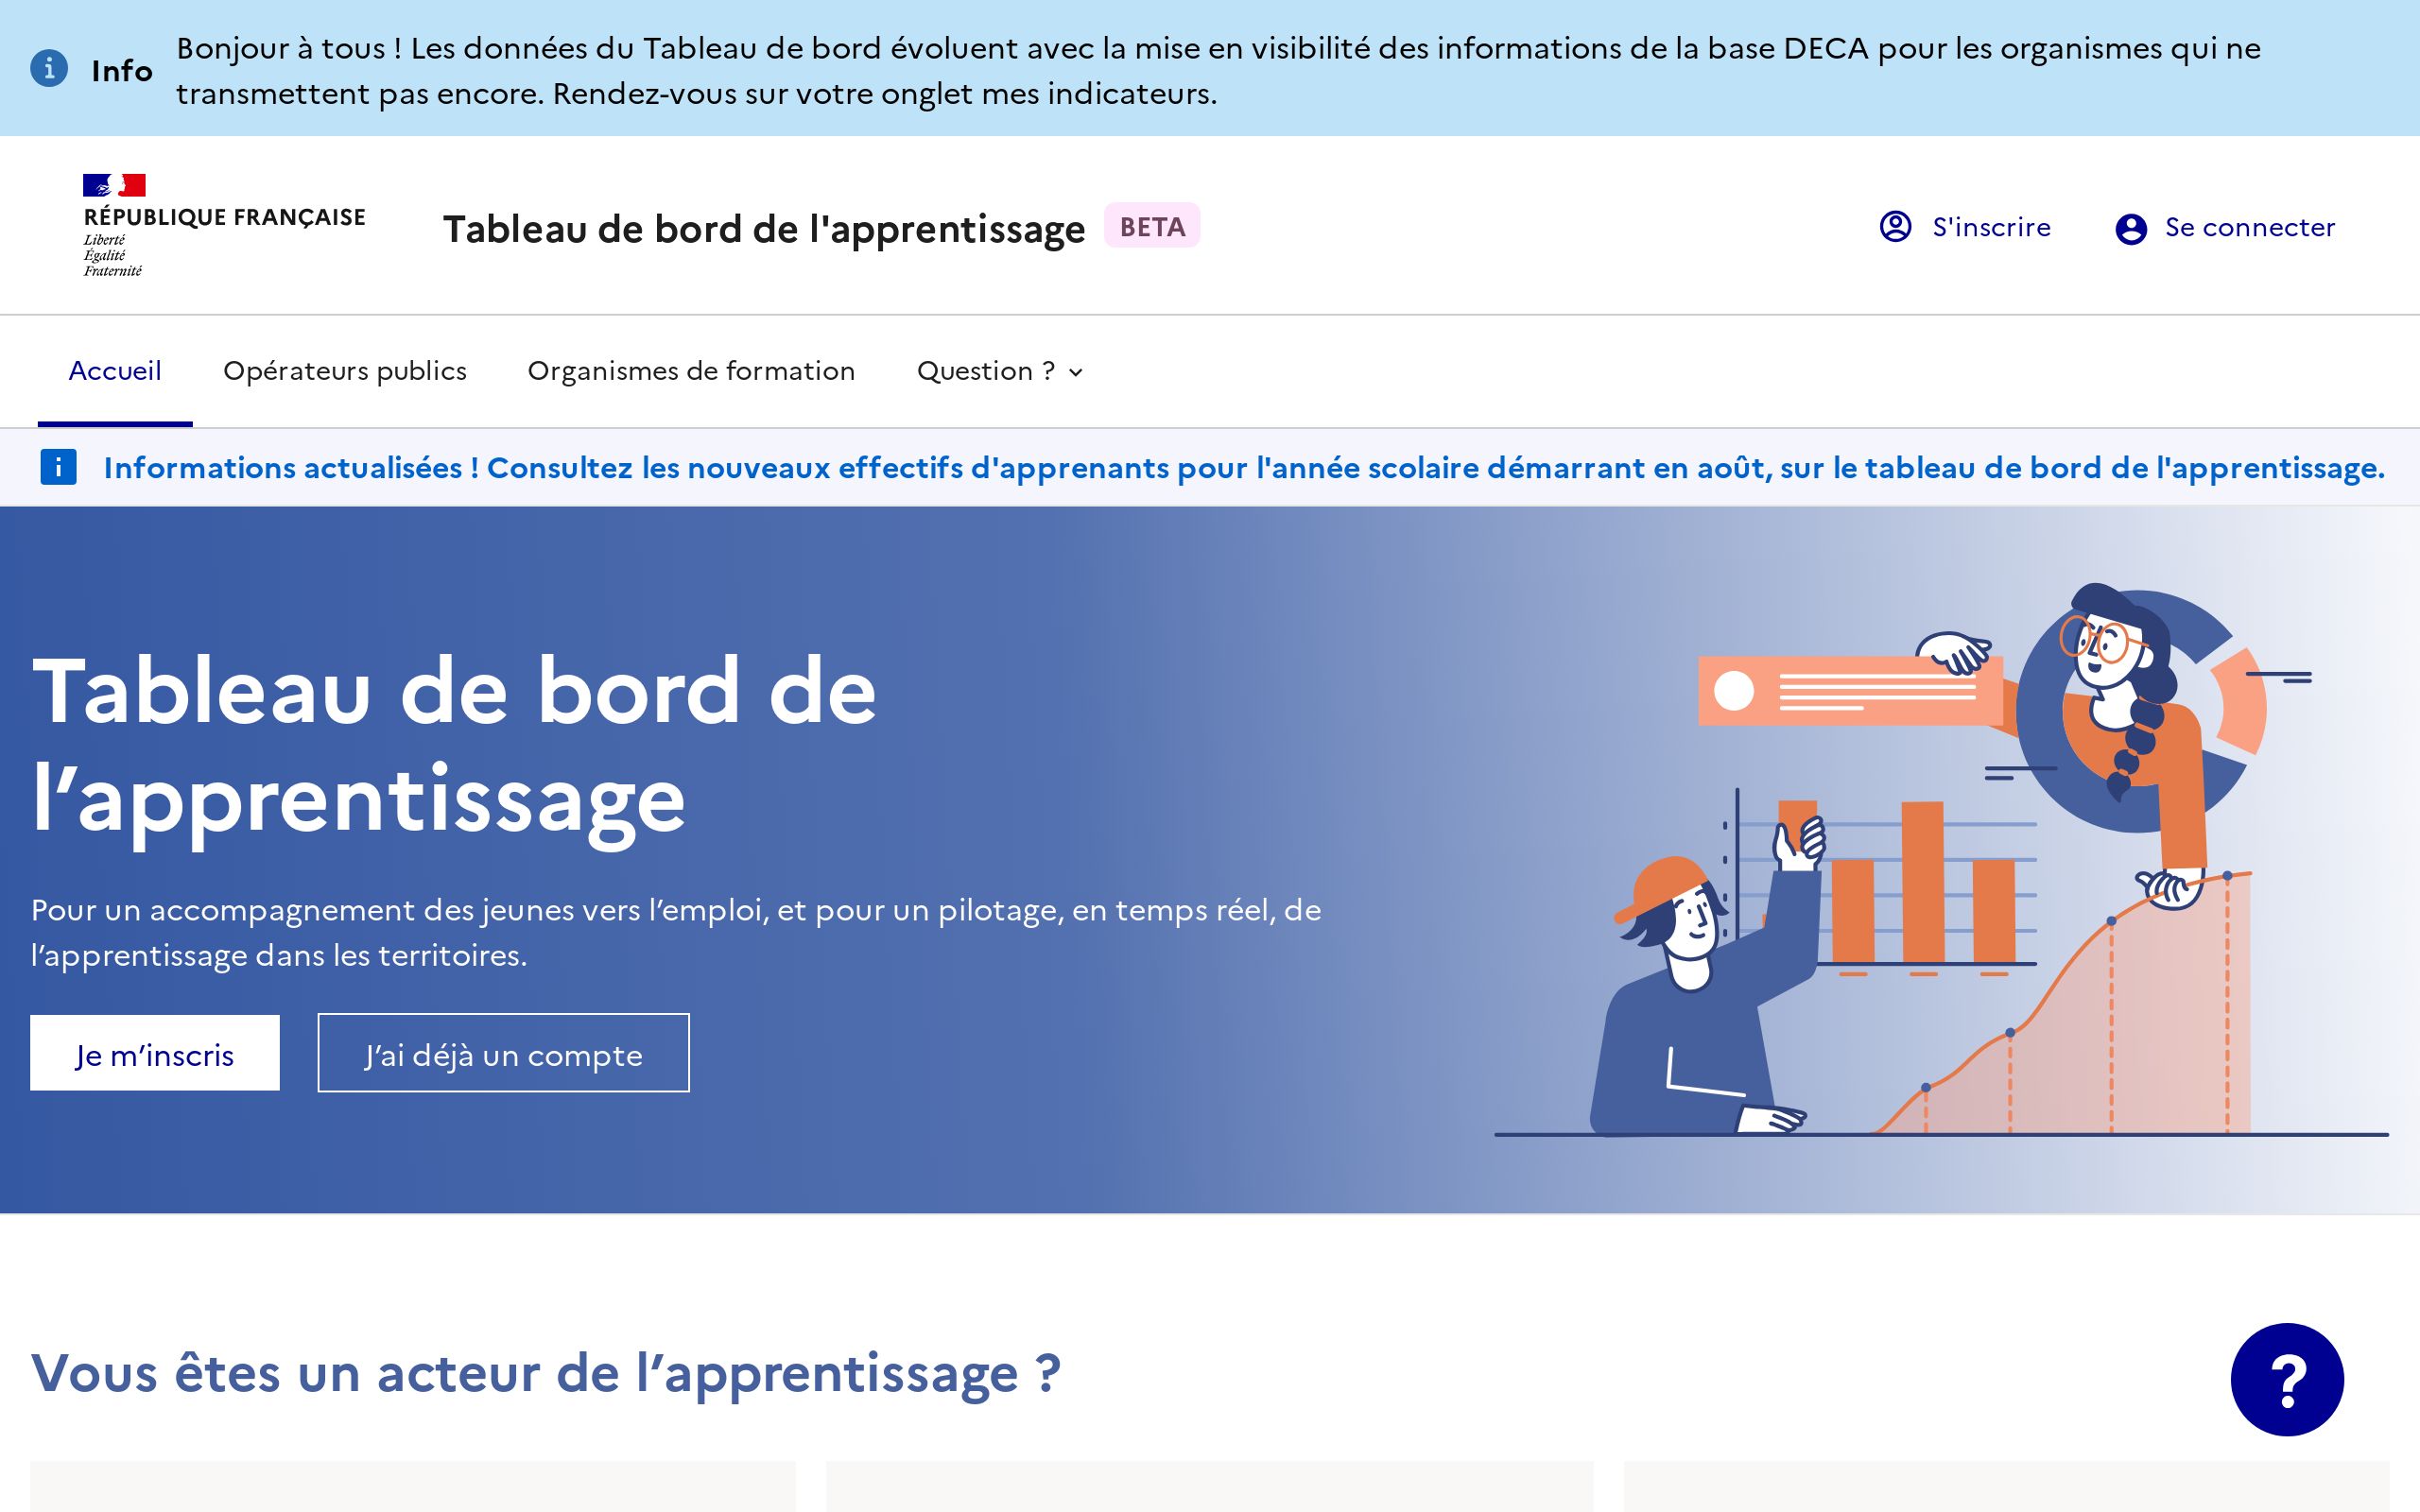 Info
Bonjour à tous ! Les données du Tableau de bord évoluent avec la mise en visibilité des informations de la base DECA pour les organismes qui ne
transmettent pas encore. Rendez-vous sur votre onglet mes indicateurs.
RÉPUBLIQUE FRANÇAISE
Liberté
Égalité
Fraternité
Tableau de bord de l'apprentissage BETA
S'inscrire
Se connecter
Accueil
Opérateurs publics
Organismes de formation
Question ?
Informations actualisées ! Consultez les nouveaux effectifs d'apprenants pour l'année scolaire démarrant en août, sur le tableau de bord de l'apprentissage.
Tableau de bord de
l’apprentissage
Pour un accompagnement des jeunes vers l’emploi, et pour un pilotage, en temps réel, de
l’apprentissage dans les territoires.
Je m’inscris
J’ai déjà un compte
Vous êtes un acteur de l’apprentissage ?
?